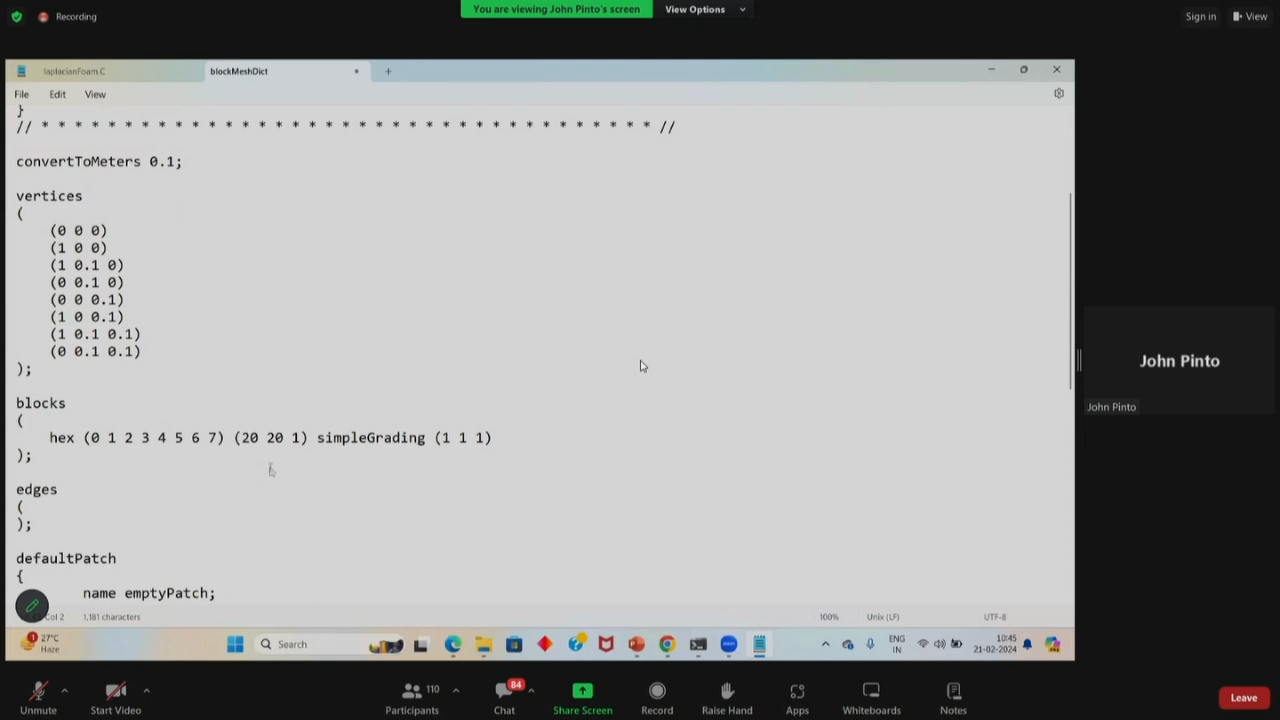 Recording
You are viewing John Pinto's screen
View Options
Sign in
View
laplacianFoam.C
blockMeshDict
File
Edit
View
}
// * * * * * * * * * * * * * * * * * * * * * * * * * * * * * * * * * * * * * //
convertToMeters 0.1;
vertices
(
(0 0 0)
(1 0 0)
(1 0.1 0)
(0 0.1 0)
(0 0 0.1)
(1 0 0.1)
(1 0.1 0.1)
(0 0.1 0.1)
);
blocks
(
hex (0 1 2 3 4 5 6 7) (20 20 1) simpleGrading (1 1 1)
);
edges
(
);
defaultPatch
{
name emptyPatch;
Col 2
1,181 characters
100%
Unix (LF)
UTF-8
John Pinto
John Pinto
1
27°C
Haze
Search
ENG
IN
10:45
21-02-2024
Unmute
Start Video
Participants
110
Chat
84
Share Screen
Record
Raise Hand
Apps
Whiteboards
Notes
Leave